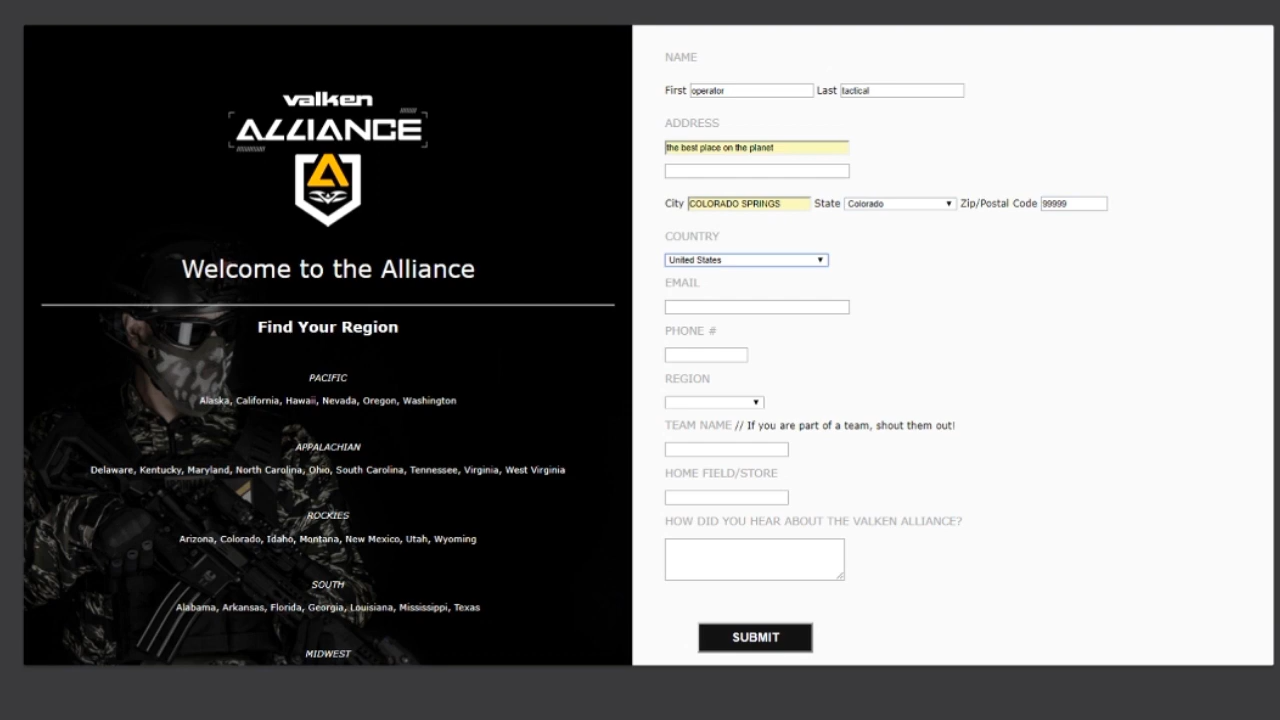 valken
ALLIANCE
Welcome to the Alliance
Find Your Region
PACIFIC
Alaska, California, Hawaii, Nevada, Oregon, Washington
APPALACHIAN
Delaware, Kentucky, Maryland, North Carolina, Ohio, South Carolina, Tennessee, Virginia, West Virginia
ROCKIES
Arizona, Colorado, Idaho, Montana, New Mexico, Utah, Wyoming
SOUTH
Alabama, Arkansas, Florida, Georgia, Louisiana, Mississippi, Texas
MIDWEST
NAME
First operator Last tactical
ADDRESS
the best place on the planet
City COLORADO SPRINGS State Colorado Zip/Postal Code 99999
COUNTRY
United States
EMAIL
PHONE #
REGION
TEAM NAME // If you are part of a team, shout them out!
HOME FIELD/STORE
HOW DID YOU HEAR ABOUT THE VALKEN ALLIANCE?
SUBMIT